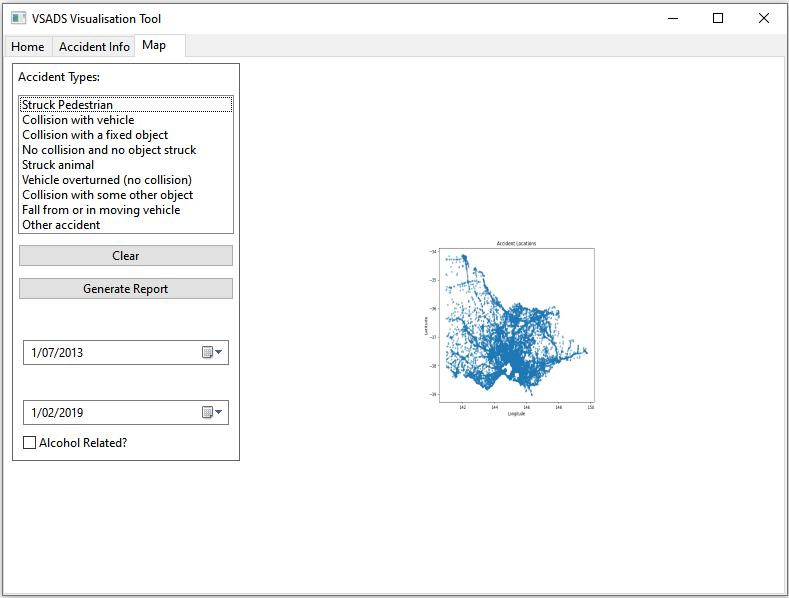 VSADS Visualisation Tool
Home Accident Info Map
Accident Types:
Struck Pedestrian
Collision with vehicle
Collision with a fixed object
No collision and no object struck
Struck animal
Vehicle overturned (no collision)
Collision with some other object
Fall from or in moving vehicle
Other accident
Clear
Generate Report
1/07/2013
1/02/2019
Alcohol Related?
Accident Locations
Latitude
−34
−35
−36
−37
−38
−39
142 144 146 148 150
Longitude